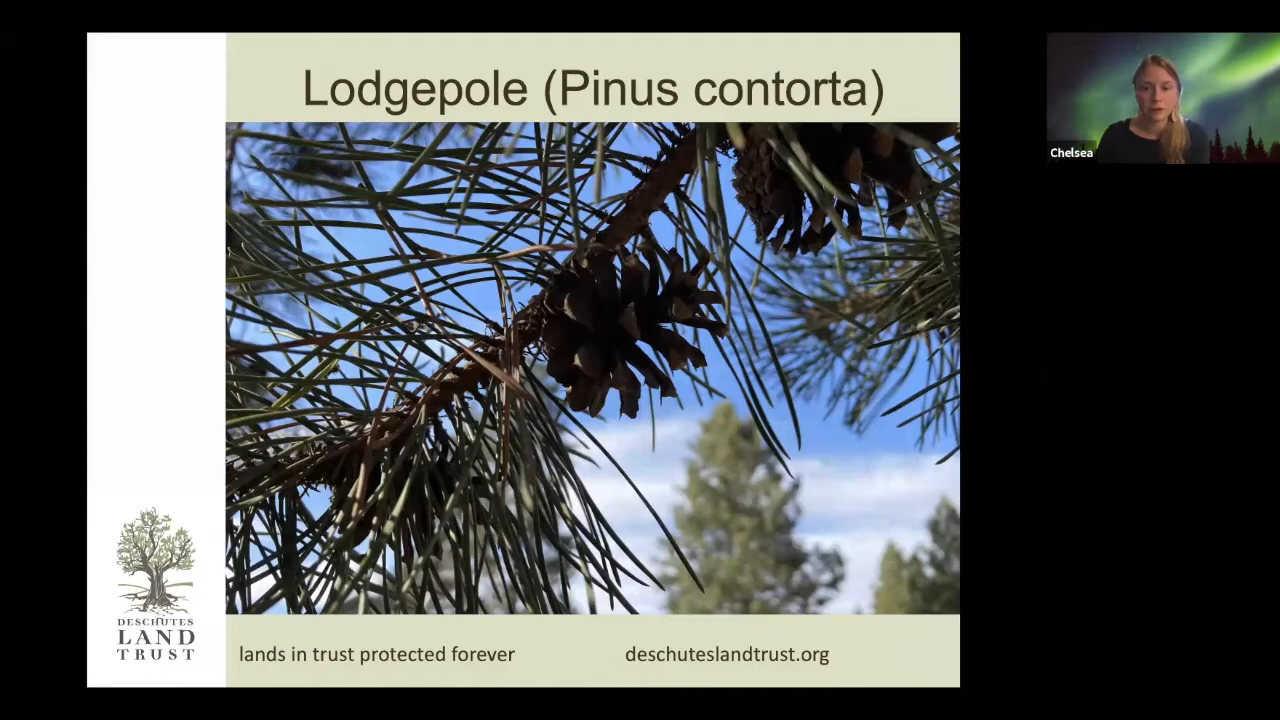 Lodgepole (Pinus contorta)
Chelsea
DESCHUTES
LAND
TRUST
lands in trust protected forever
deschuteslandtrust.org